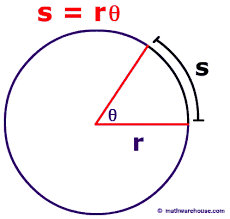 s = rθ
s
θ
r
© mathwarehouse.com